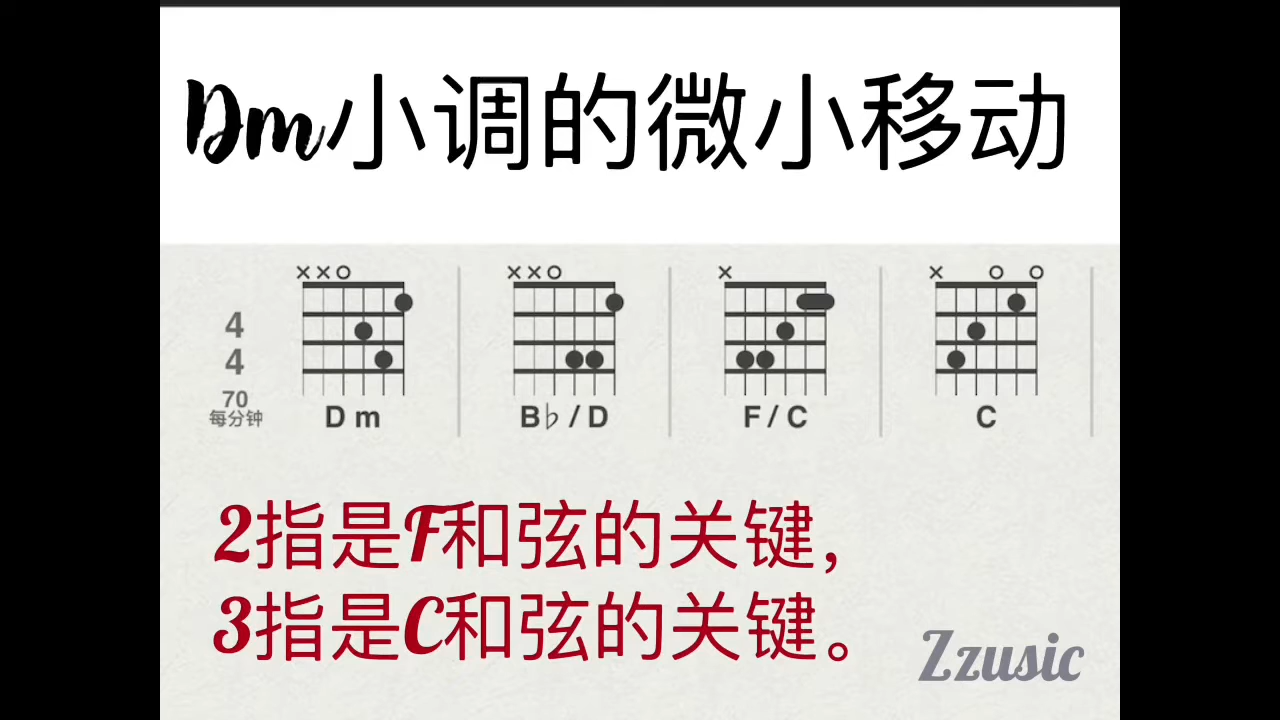 Dm小调的微小移动
4
4
70
每分钟
× × ○
× × ○
×
× ○ ○
D m
B♭ / D
F / C
C
2指是F和弦的关键，
3指是C和弦的关键。
Zzusic